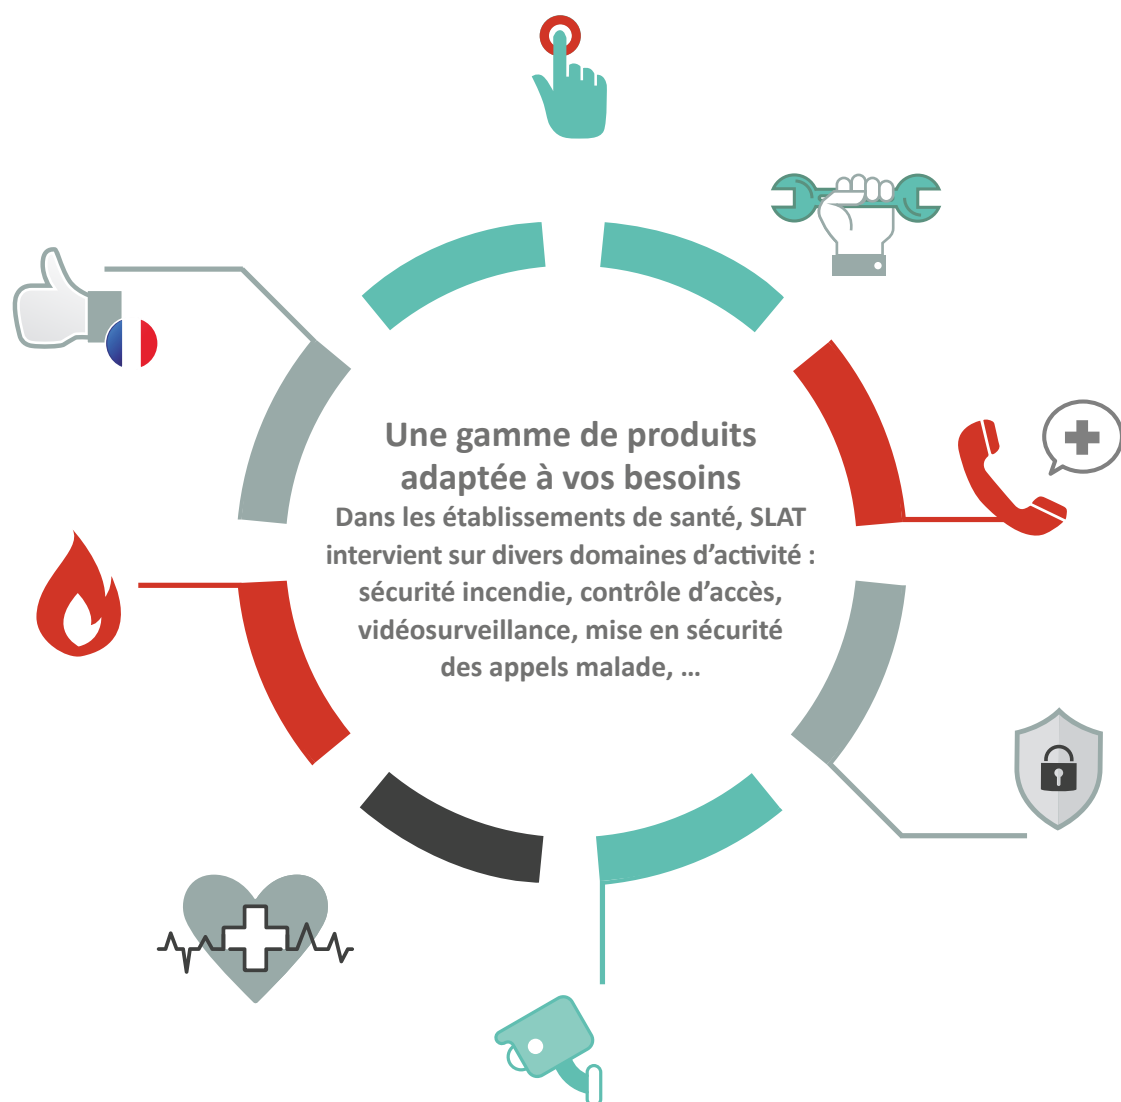 Une gamme de produits
adaptée à vos besoins
Dans les établissements de santé, SLAT
intervient sur divers domaines d’activité :
sécurité incendie, contrôle d’accès,
vidéosurveillance, mise en sécurité
des appels malade, ...